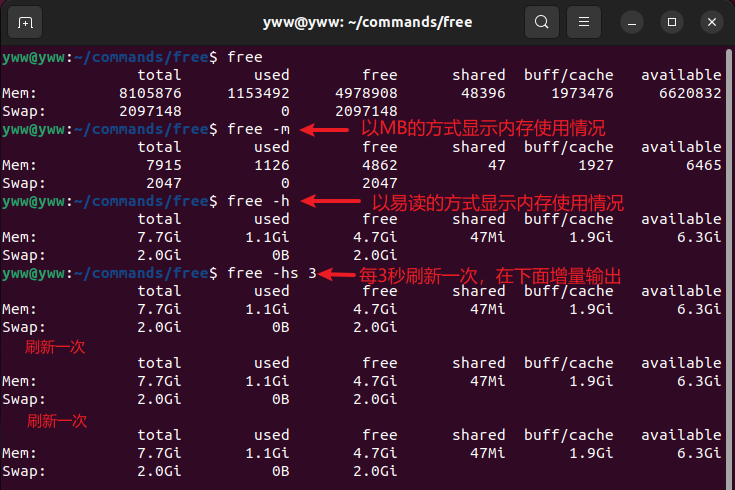 yww@yww: ~/commands/free
yww@yww:~/commands/free$ free
total used free shared buff/cache available
Mem: 8105876 1153492 4978908 48396 1973476 6620832
Swap: 2097148 0 2097148
yww@yww:~/commands/free$ free -m 以MB的方式显示内存使用情况
total used free shared buff/cache available
Mem: 7915 1126 4862 47 1927 6465
Swap: 2047 0 2047
yww@yww:~/commands/free$ free -h 以易读的方式显示内存使用情况
total used free shared buff/cache available
Mem: 7.7Gi 1.1Gi 4.7Gi 47Mi 1.9Gi 6.3Gi
Swap: 2.0Gi 0B 2.0Gi
yww@yww:~/commands/free$ free -hs 3 每3秒刷新一次，在下面增量输出
total used free shared buff/cache available
Mem: 7.7Gi 1.1Gi 4.7Gi 47Mi 1.9Gi 6.3Gi
Swap: 2.0Gi 0B 2.0Gi
刷新一次
total used free shared buff/cache available
Mem: 7.7Gi 1.1Gi 4.7Gi 47Mi 1.9Gi 6.3Gi
Swap: 2.0Gi 0B 2.0Gi
刷新一次
total used free shared buff/cache available
Mem: 7.7Gi 1.1Gi 4.7Gi 47Mi 1.9Gi 6.3Gi
Swap: 2.0Gi 0B 2.0Gi